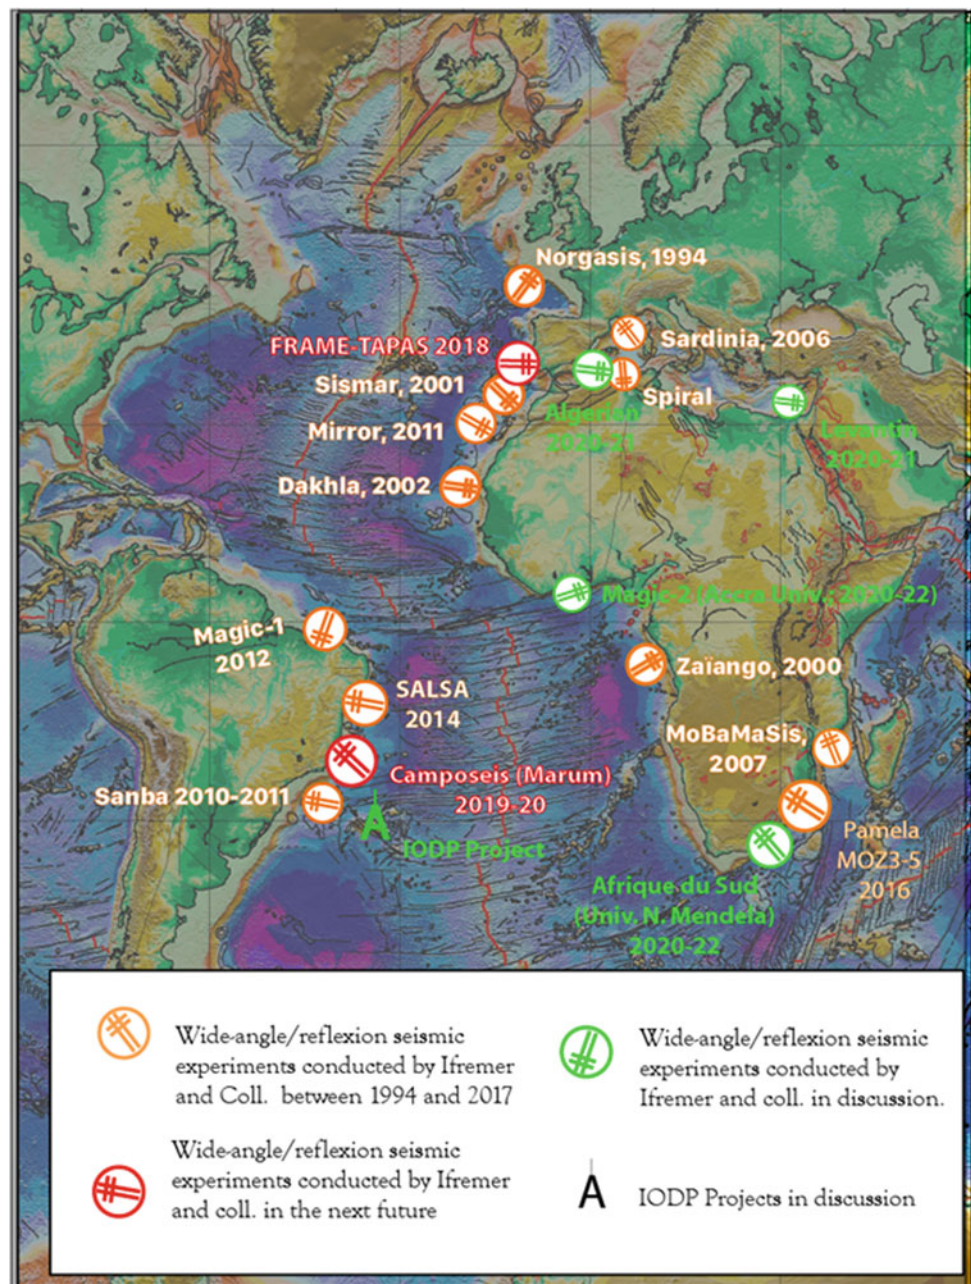 Norgasis, 1994
Sardinia, 2006
FRAME-TAPAS 2018
Sismar, 2001
Spiral
Algerian
2020-21
Levantin
2020-21
Mirror, 2011
Dakhla, 2002
Magic-2 (Accra Univ.; 2020-22)
Magic-1
2012
Zaïango, 2000
SALSA
2014
MoBaMaSis,
2007
Camposeis (Marum)
2019-20
Sanba 2010-2011
IODP Project
Pamela
MOZ3-5
2016
Afrique du Sud
(Univ. N. Mendela)
2020-22
Wide-angle/reflexion seismic
experiments conducted by Ifremer
and Coll. between 1994 and 2017
Wide-angle/reflexion seismic
experiments conducted by
Ifremer and coll. in discussion.
Wide-angle/reflexion seismic
experiments conducted by Ifremer
and coll. in the next future
IODP Projects in discussion